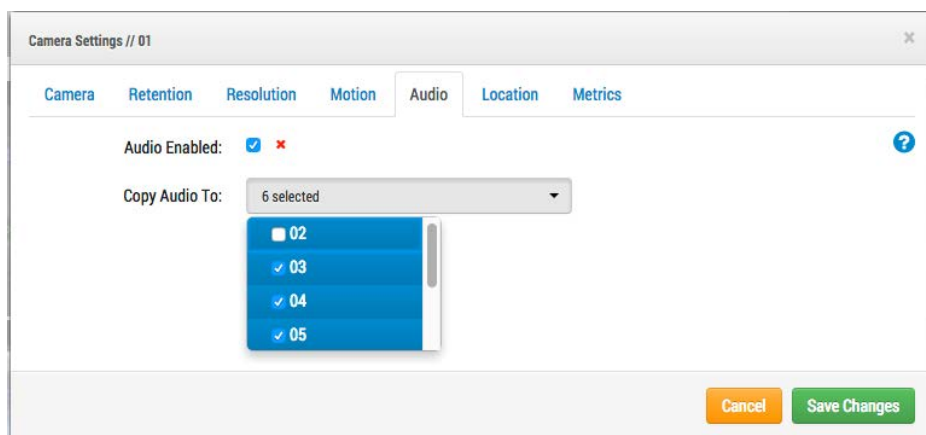 Camera Settings // 01
Camera Retention Resolution Motion Audio Location Metrics
Audio Enabled:
Copy Audio To: 6 selected
02
03
04
05
Cancel Save Changes